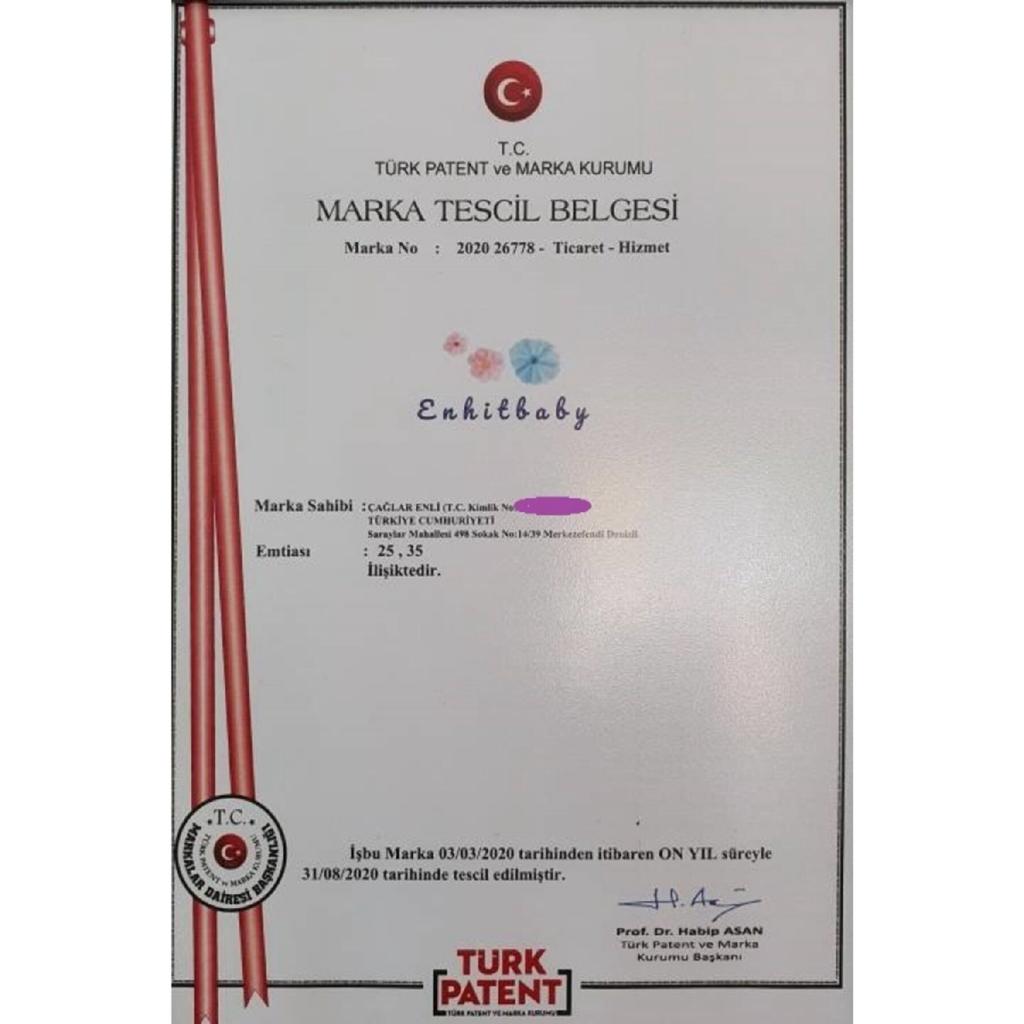 T.C.
TÜRK PATENT ve MARKA KURUMU
MARKA TESCİL BELGESİ
Marka No : 2020 26778 - Ticaret - Hizmet
Enhitbaby
Marka Sahibi :ÇAĞLAR ENLİ (T.C. Kimlik No:
TÜRKİYE CUMHURİYETİ
Saraylar Mahallesi 498 Sokak No:14/39 Merkezefendi Denizli
Emtiası : 25 , 35
İlişiktedir.
İşbu Marka 03/03/2020 tarihinden itibaren ON YIL süreyle
31/08/2020 tarihinde tescil edilmiştir.
Prof. Dr. Habip ASAN
Türk Patent ve Marka
Kurumu Başkanı
T.C.
TÜRK PATENT ve MARKA KURUMU
MARKALAR DAİRESİ BAŞKANLIĞI
TÜRK
PATENT
TÜRK PATENT VE MARKA KURUMU